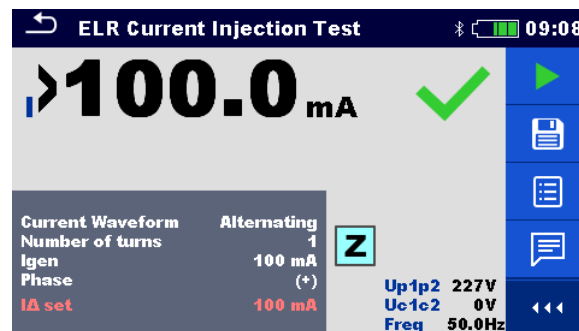 ELR Current Injection Test 09:08
I >100.0 mA
Current Waveform Alternating
Number of turns 1
Igen 100 mA
Phase (+)
IΔ set 100 mA
Z
Up1p2 227V
Uc1c2 0V
Freq 50.0Hz